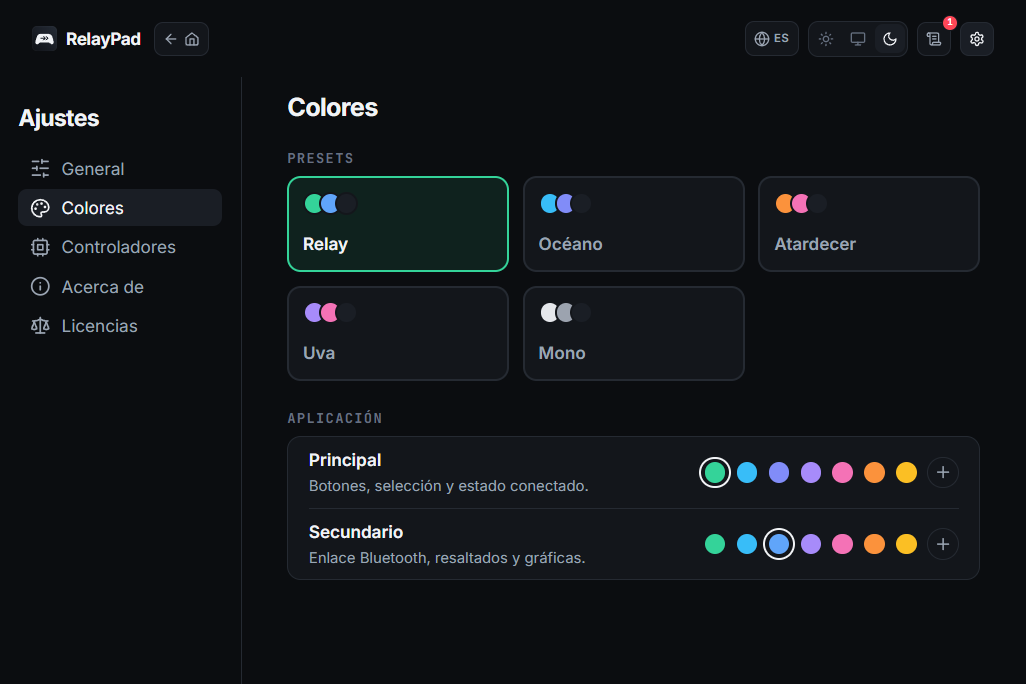 RelayPad
ES
1
Ajustes
General
Colores
Controladores
Acerca de
Licencias
Colores
PRESETS
Relay
Océano
Atardecer
Uva
Mono
APLICACIÓN
Principal
Botones, selección y estado conectado.
Secundario
Enlace Bluetooth, resaltados y gráficas.